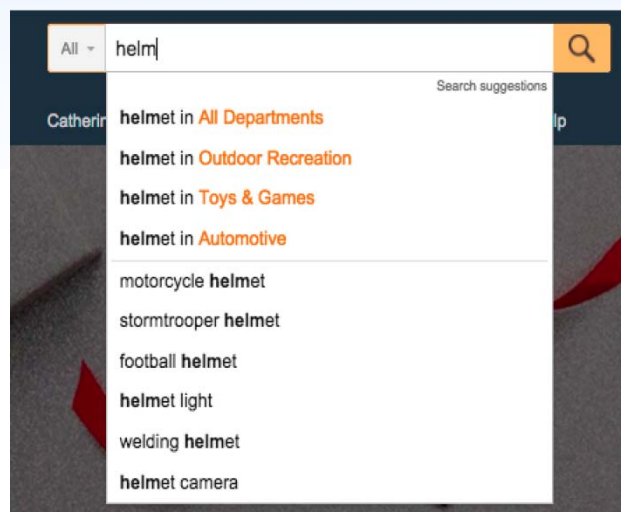 All helm
Search suggestions
Catherin
lp
helmet in All Departments
helmet in Outdoor Recreation
helmet in Toys & Games
helmet in Automotive
motorcycle helmet
stormtrooper helmet
football helmet
helmet light
welding helmet
helmet camera